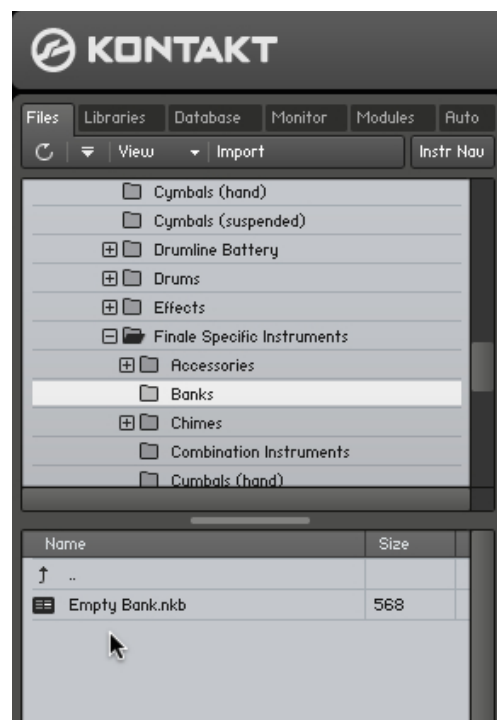 KONTAKT
Files Libraries Database Monitor Modules Auto
View Import Instr Nav
Cymbals (hand)
Cymbals (suspended)
Drumline Battery
Drums
Effects
Finale Specific Instruments
Accessories
Banks
Chimes
Combination Instruments
Cymbals (hand)
Name Size
..
Empty Bank.nkb 568